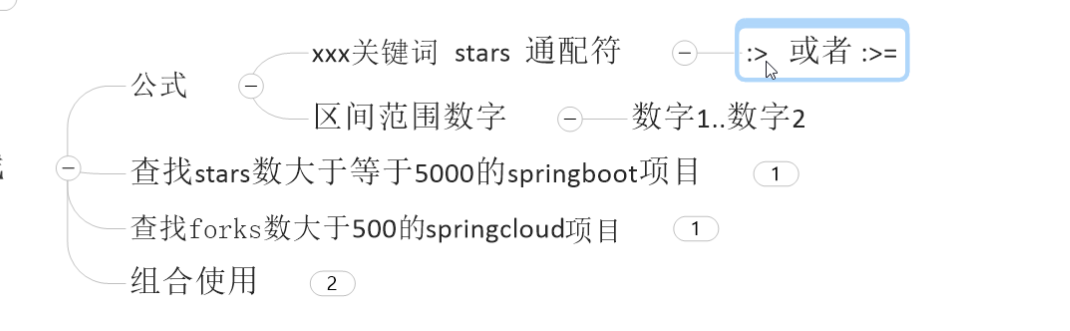 xxx关键词 stars 通配符 :> 或者 :>=
公式
区间范围数字 数字1..数字2
查找stars数大于等于5000的springboot项目 1
查找forks数大于500的springcloud项目 1
组合使用 2